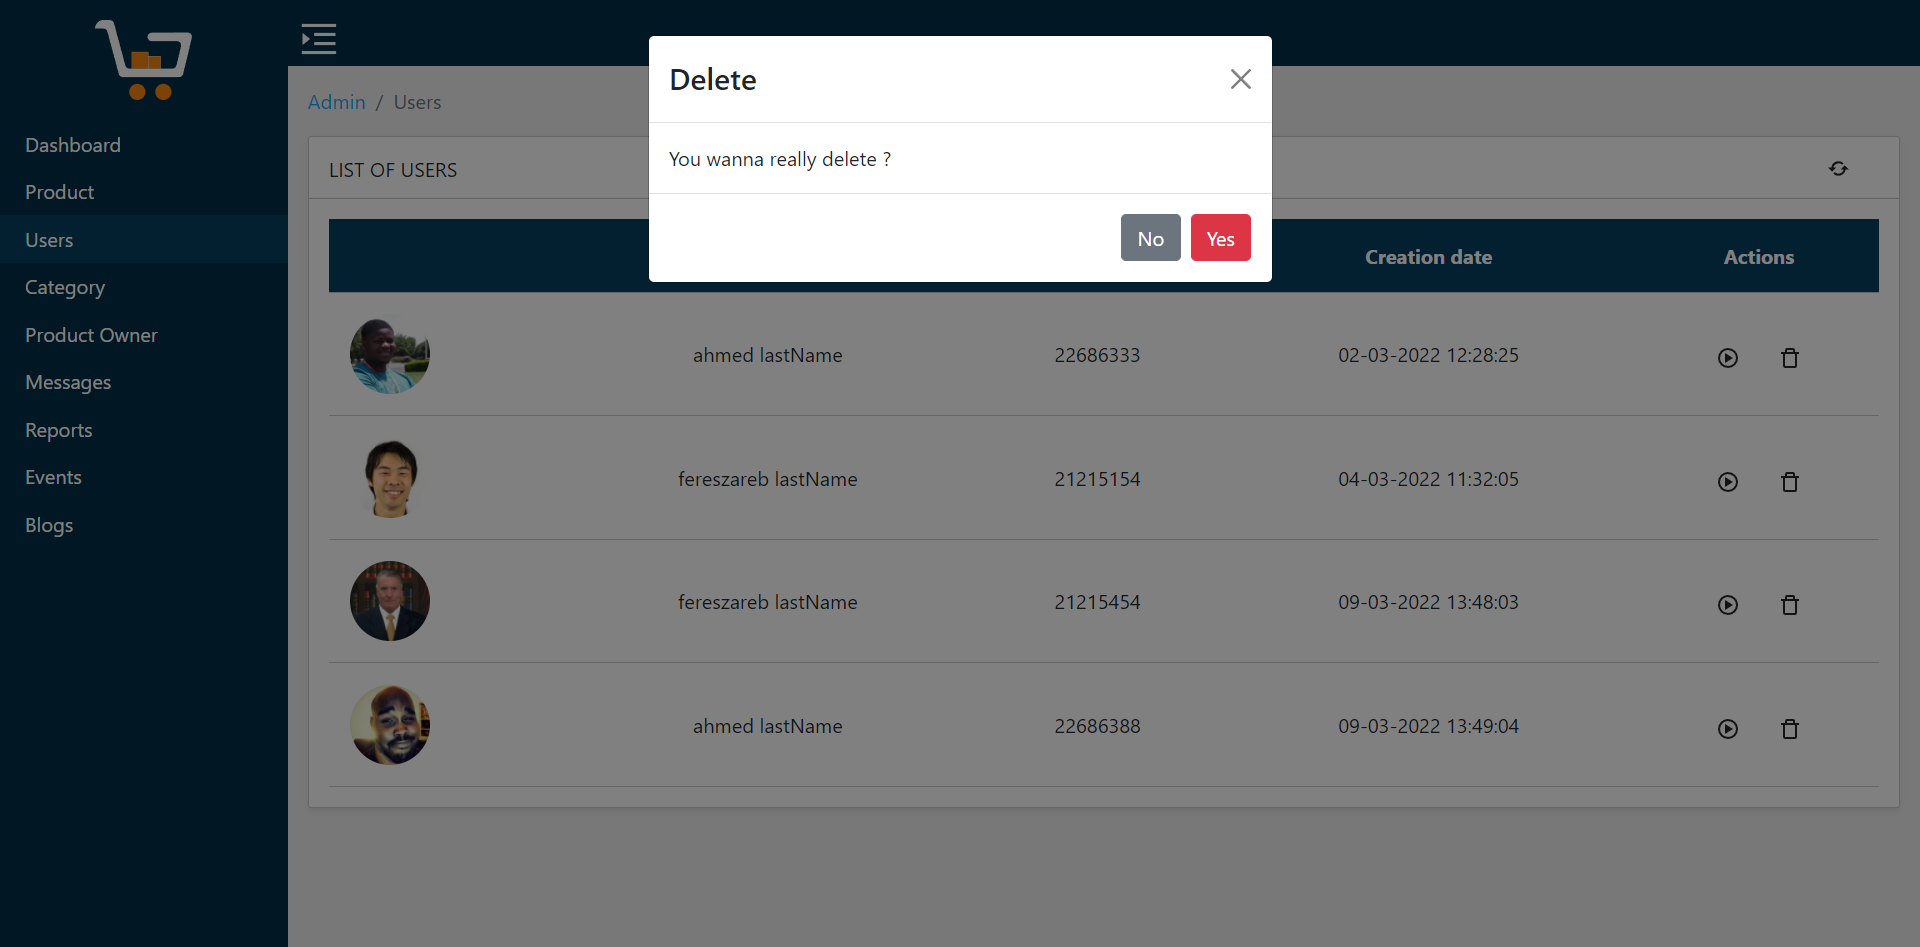 Delete
You wanna really delete ?
No Yes
Admin / Users
Dashboard
Product
Users
Category
Product Owner
Messages
Reports
Events
Blogs
LIST OF USERS
Creation date Actions
ahmed lastName 22686333 02-03-2022 12:28:25
fereszareb lastName 21215154 04-03-2022 11:32:05
fereszareb lastName 21215454 09-03-2022 13:48:03
ahmed lastName 22686388 09-03-2022 13:49:04